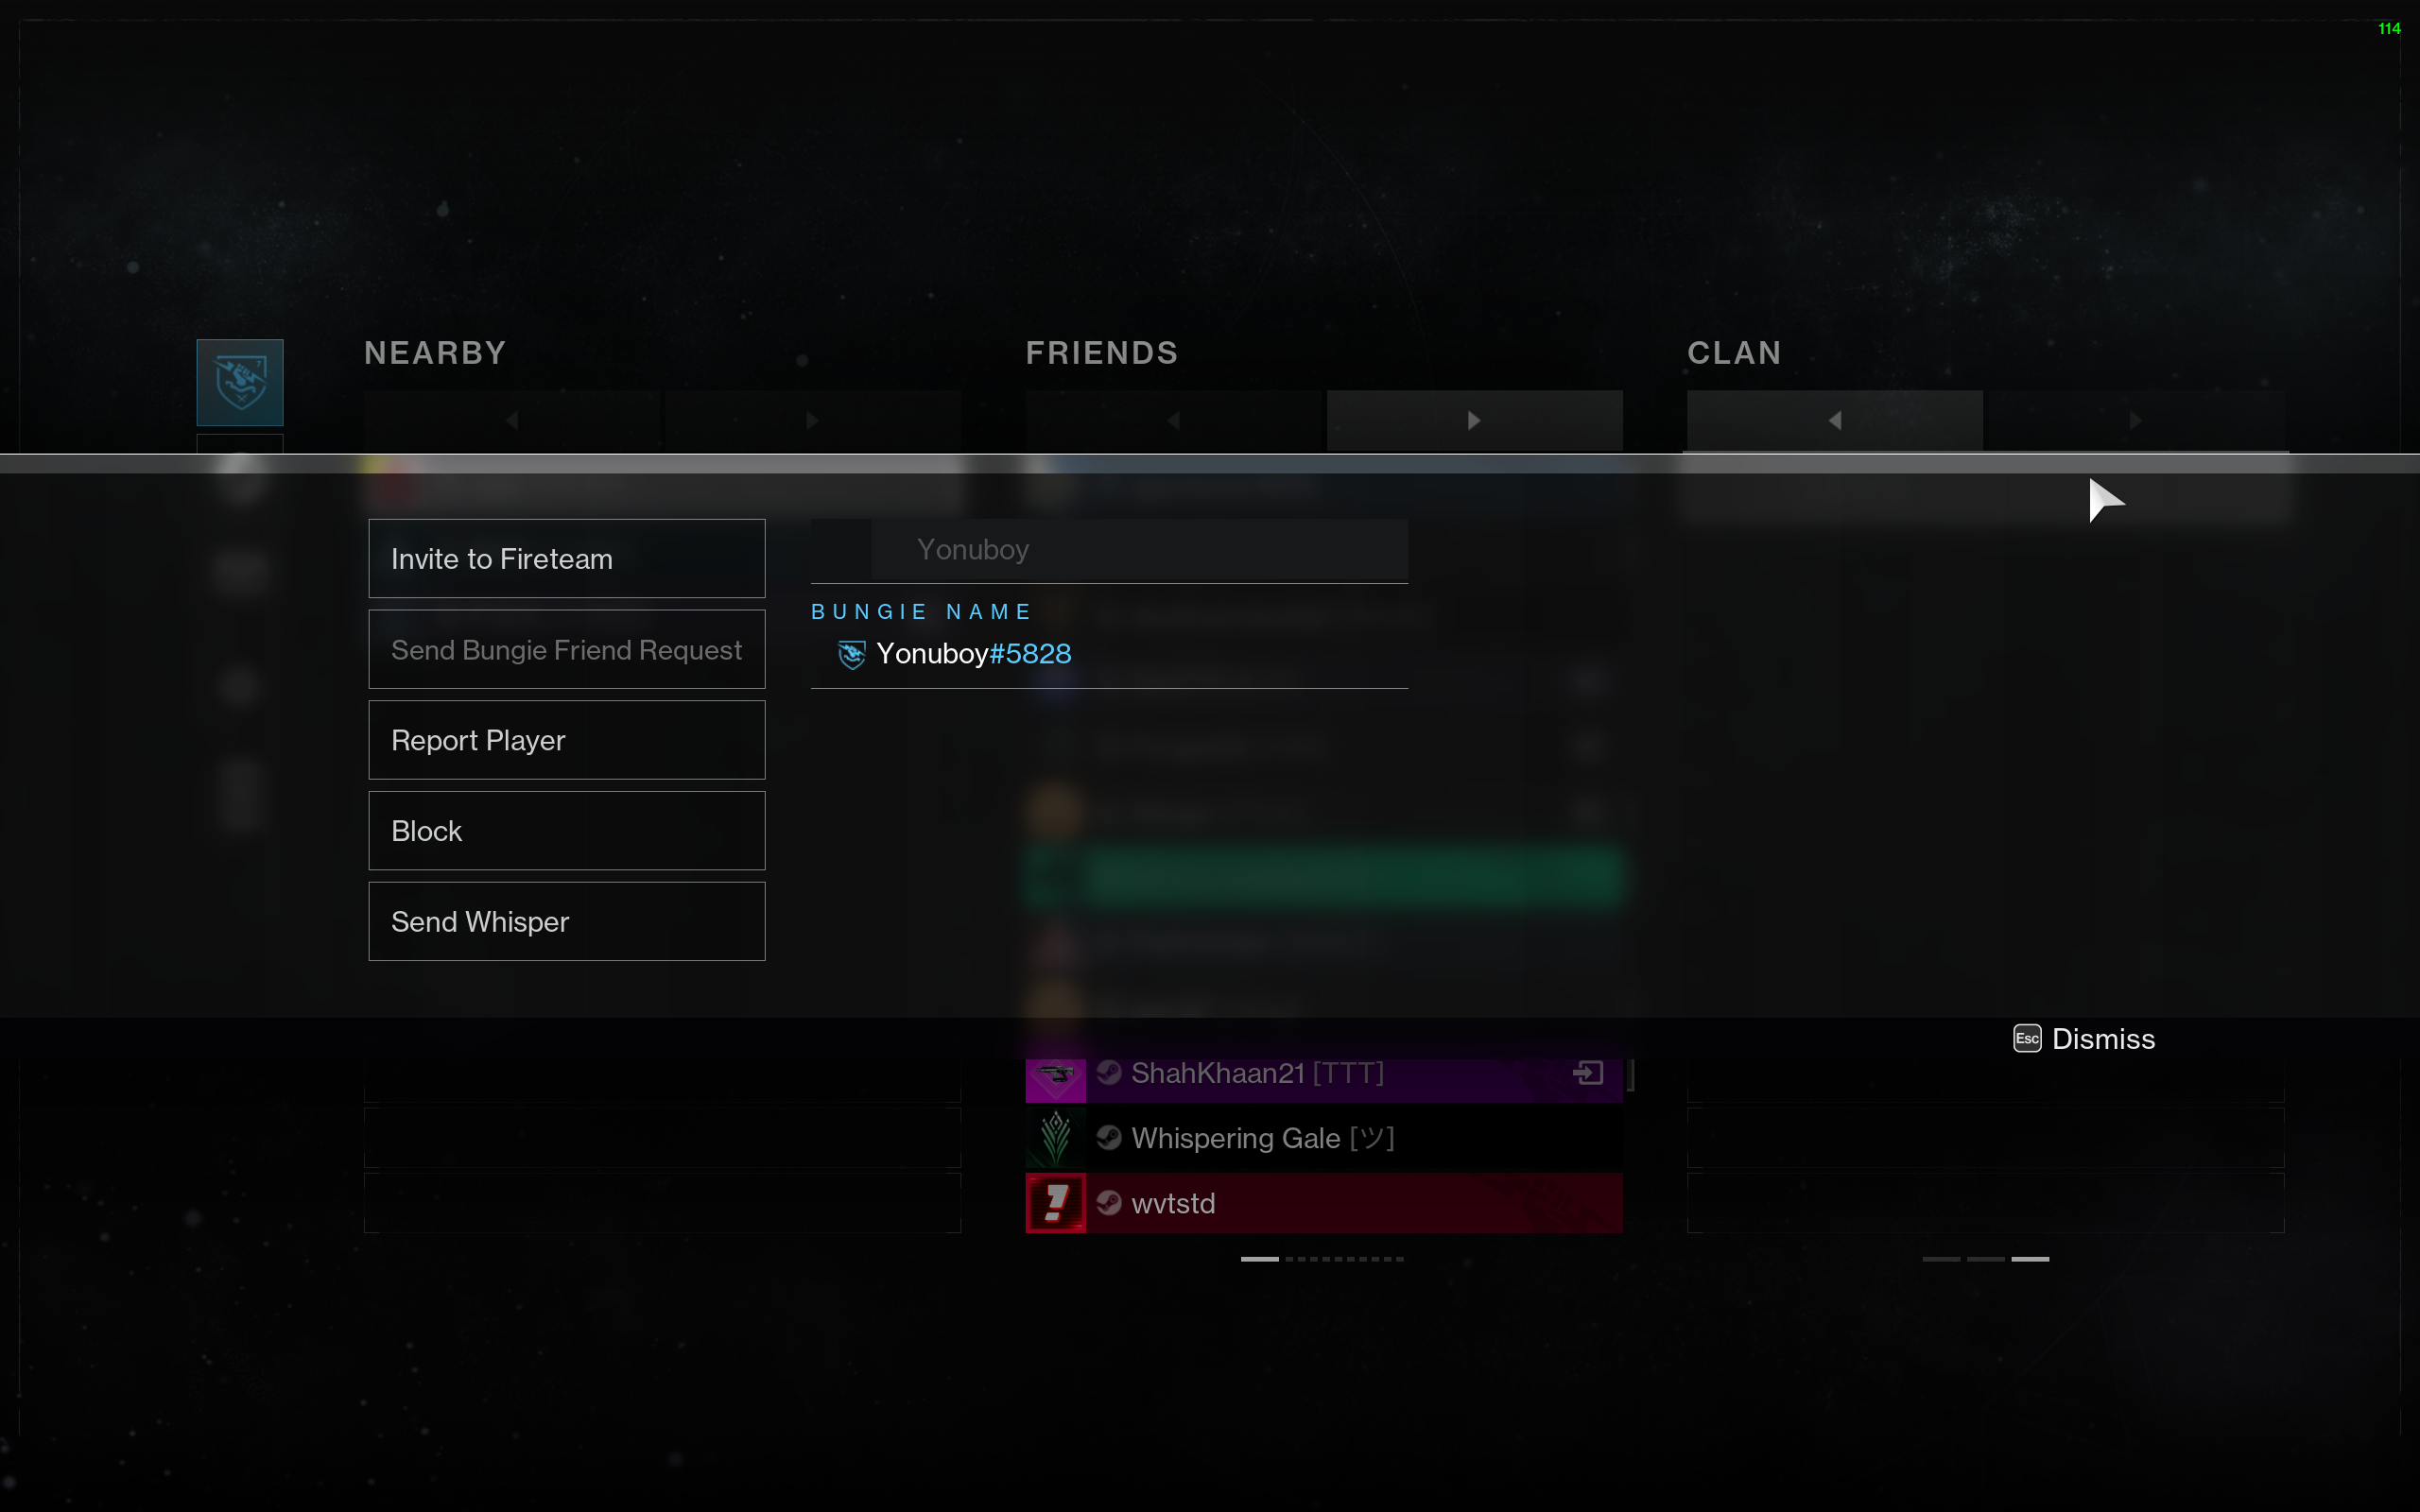 114
NEARBY
FRIENDS
CLAN
Invite to Fireteam
Send Bungie Friend Request
Report Player
Block
Send Whisper
Yonuboy
BUNGIE NAME
Yonuboy#5828
Esc Dismiss
ShahKhaan21 [TTT]
Whispering Gale [ツ]
wvtstd